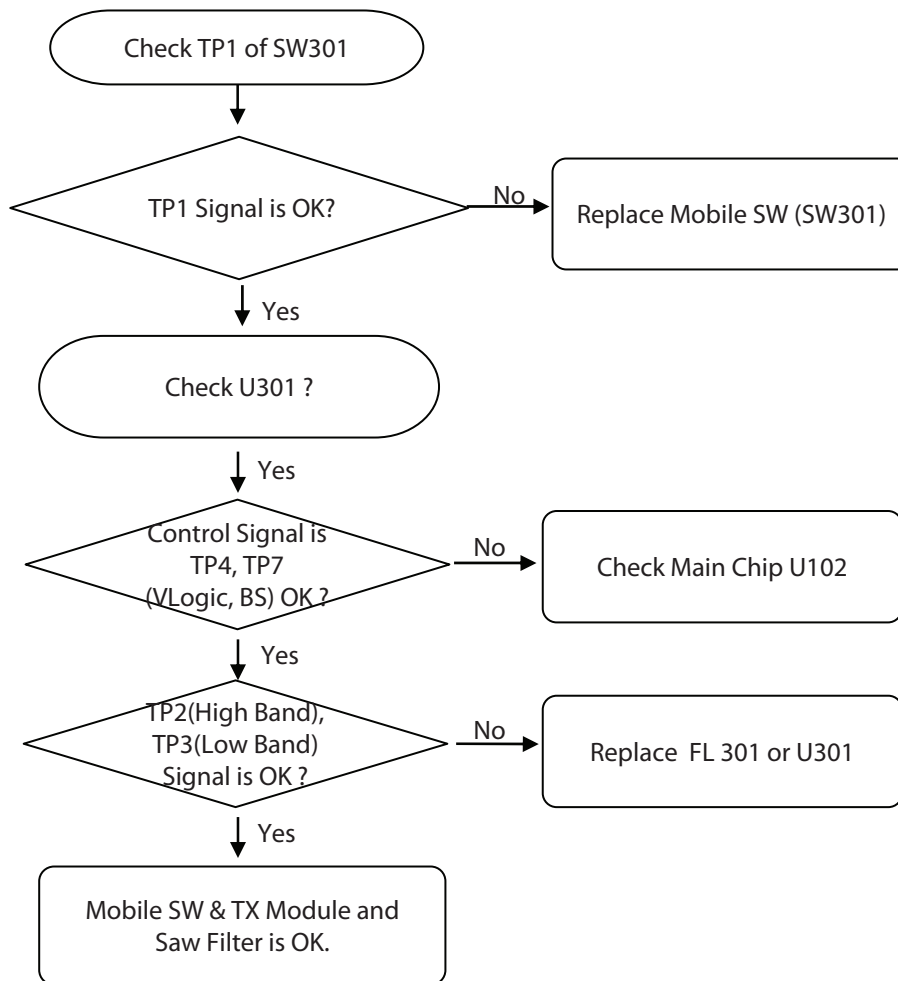 Check TP1 of SW301
TP1 Signal is OK?
No
Replace Mobile SW (SW301)
Yes
Check U301 ?
Yes
Control Signal is
TP4, TP7
(VLogic, BS) OK ?
No
Check Main Chip U102
Yes
TP2(High Band),
TP3(Low Band)
Signal is OK ?
No
Replace FL 301 or U301
Yes
Mobile SW & TX Module and
Saw Filter is OK.